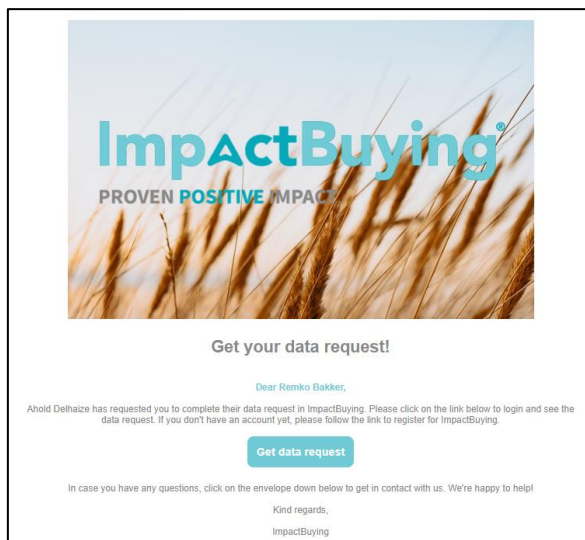 ImpactBuying®
PROVEN POSITIVE IMPACT
Get your data request!
Dear Remko Bakker,
Ahold Delhaize has requested you to complete their data request in ImpactBuying. Please click on the link below to login and see the
data request. If you don't have an account yet, please follow the link to register for ImpactBuying.
Get data request
In case you have any questions, click on the envelope down below to get in contact with us. We're happy to help!
Kind regards,
ImpactBuying